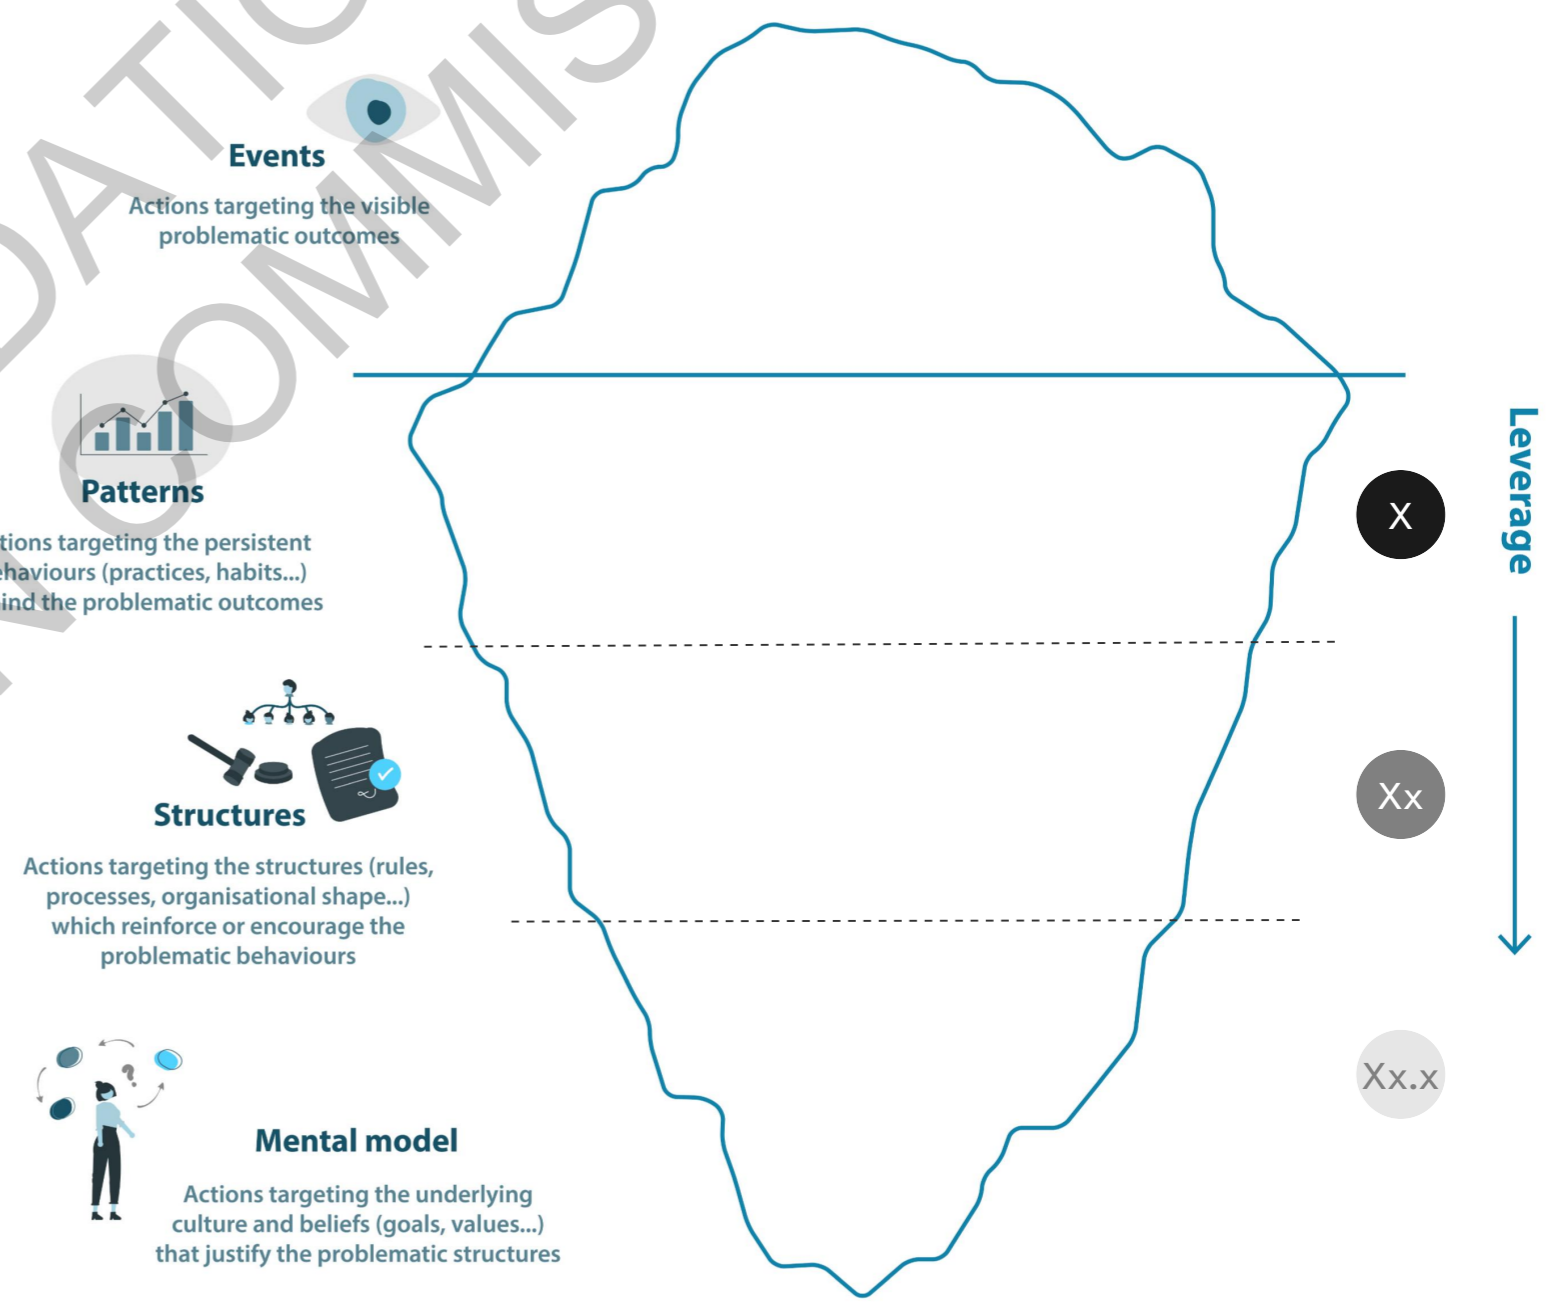 Events
Actions targeting the visible
problematic outcomes
Patterns
tions targeting the persistent
ehaviours (practices, habits...)
ind the problematic outcomes
Structures
Actions targeting the structures (rules,
processes, organisational shape...)
which reinforce or encourage the
problematic behaviours
Mental model
Actions targeting the underlying
culture and beliefs (goals, values...)
that justify the problematic structures
X
Xx
Xx.x
Leverage
?
DATIO
N COMMIS